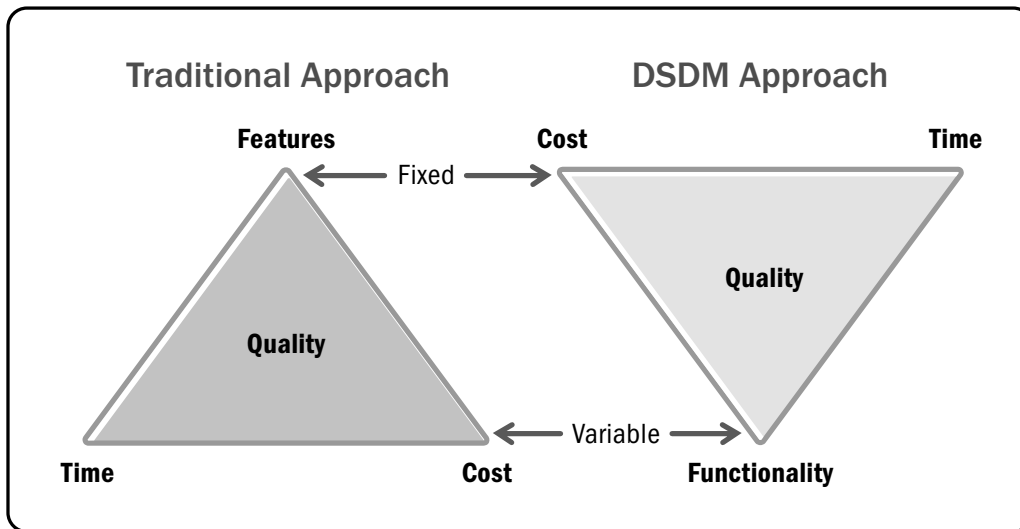 Traditional Approach
DSDM Approach
Features
Cost
Time
Fixed
Quality
Quality
Variable
Time
Cost
Functionality